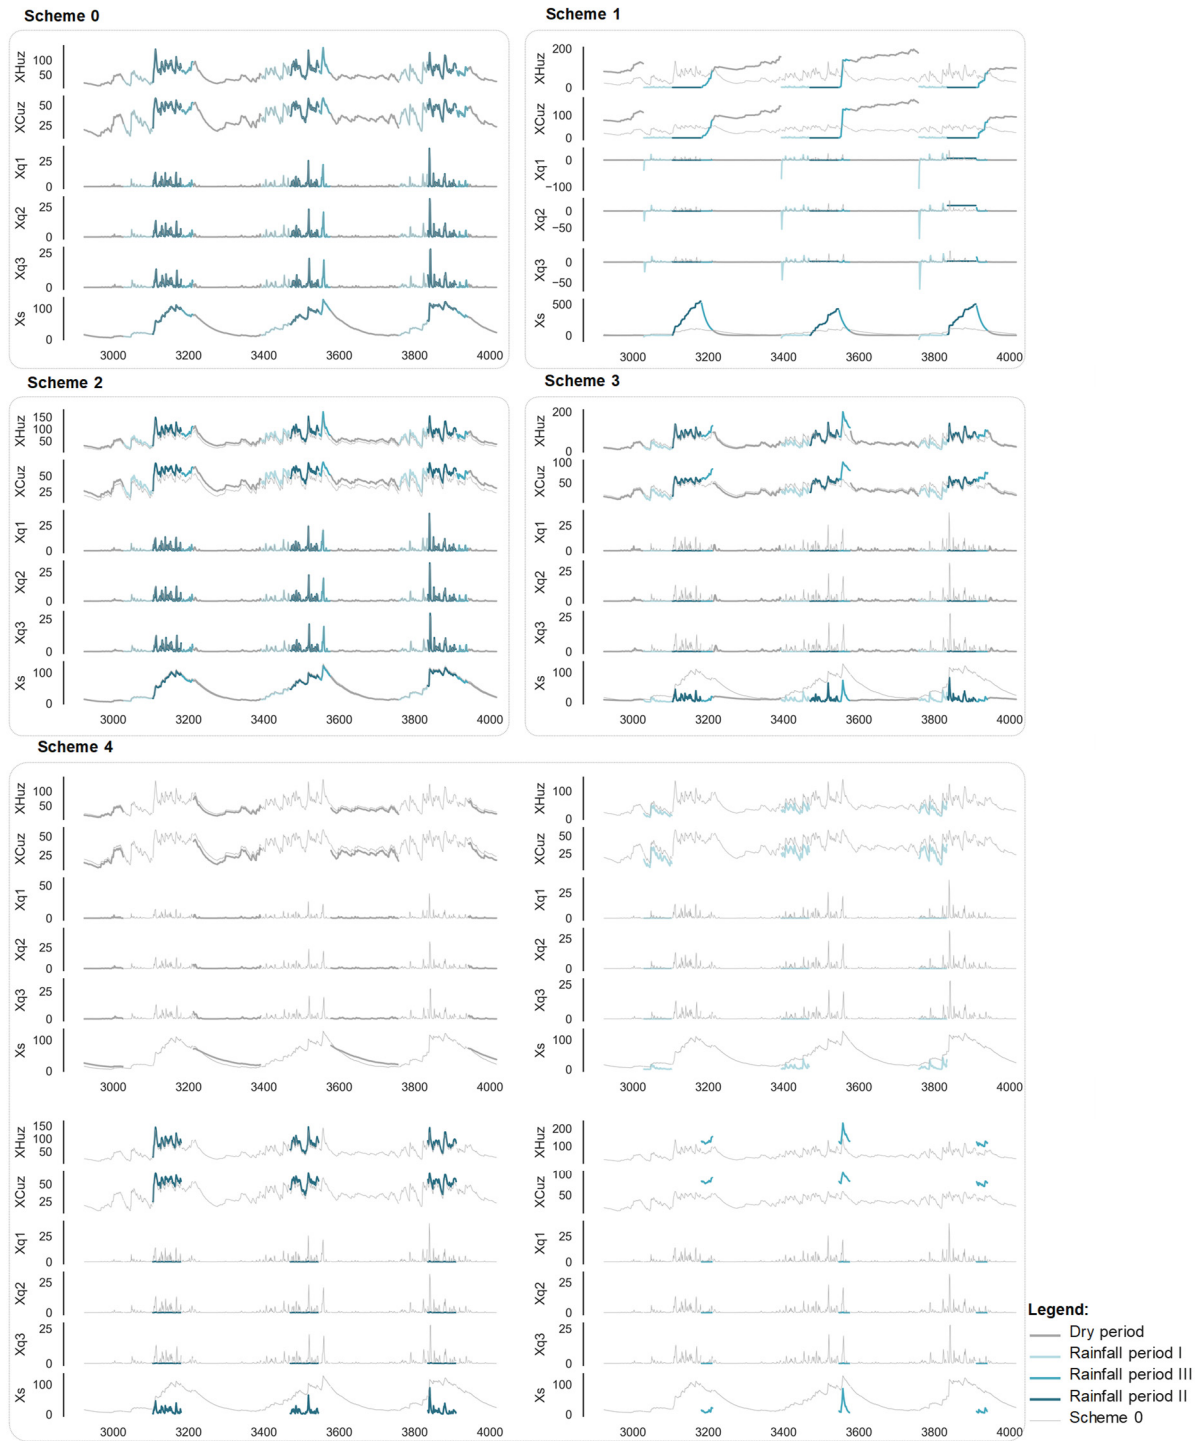 Scheme 0
XHuz
100
50
XCuz
50
25
Xq1
25
0
Xq2
25
0
Xq3
25
0
Xs
100
0
3000 3200 3400 3600 3800 4000
Scheme 1
XHuz
200
0
XCuz
100
0
Xq1
0
−100
Xq2
0
−50
Xq3
0
−50
Xs
500
0
3000 3200 3400 3600 3800 4000
Scheme 2
XHuz
150
100
50
XCuz
50
25
Xq1
25
0
Xq2
25
0
Xq3
25
0
Xs
100
0
3000 3200 3400 3600 3800 4000
Scheme 3
XHuz
200
0
XCuz
100
50
Xq1
25
0
Xq2
25
0
Xq3
25
0
Xs
100
0
3000 3200 3400 3600 3800 4000
Scheme 4
XHuz
100
50
XCuz
50
25
Xq1
50
0
Xq2
25
0
Xq3
25
0
Xs
100
0
3000 3200 3400 3600 3800 4000
XHuz
100
0
XCuz
50
25
Xq1
25
0
Xq2
25
0
Xq3
25
0
Xs
100
0
3000 3200 3400 3600 3800 4000
XHuz
150
100
50
XCuz
50
0
Xq1
25
0
Xq2
25
0
Xq3
25
0
Xs
100
0
3000 3200 3400 3600 3800 4000
XHuz
200
100
XCuz
100
50
Xq1
25
0
Xq2
25
0
Xq3
25
0
Xs
100
0
3000 3200 3400 3600 3800 4000
Legend:
Dry period
Rainfall period I
Rainfall period III
Rainfall period II
Scheme 0